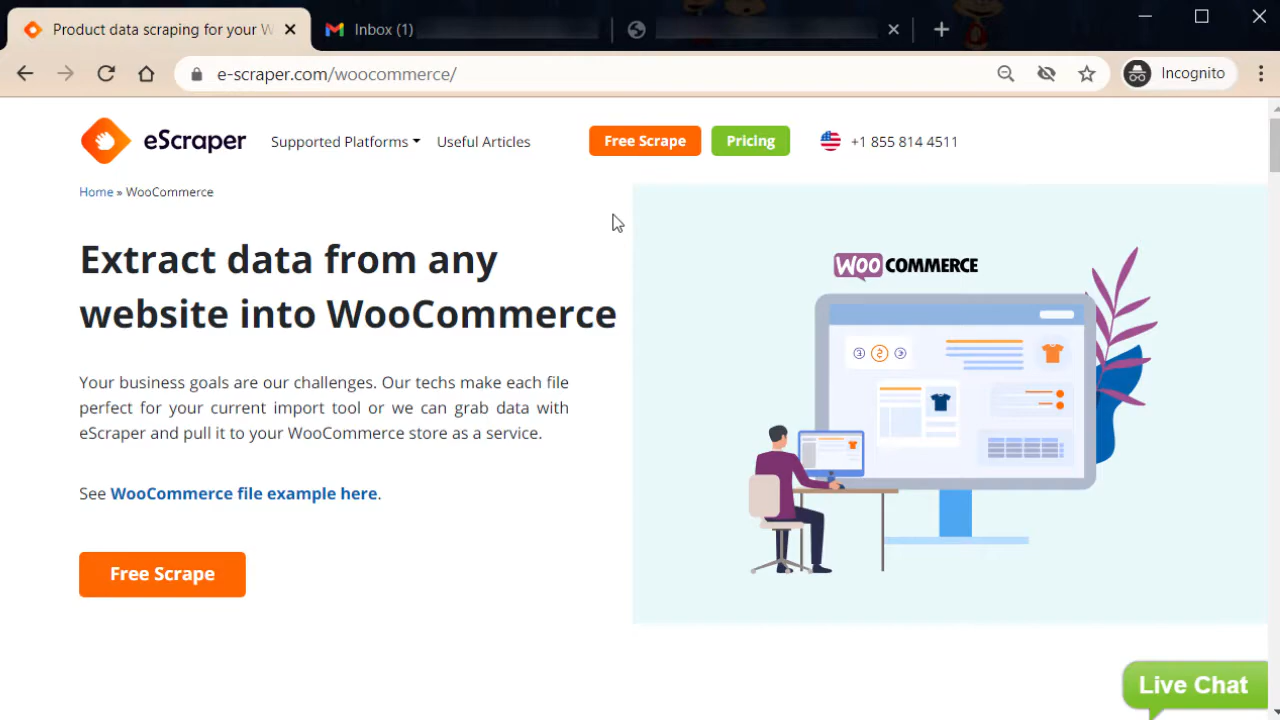 Product data scraping for your W
Inbox (1)
e-scraper.com/woocommerce/
Incognito
eScraper
Supported Platforms
Useful Articles
Free Scrape
Pricing
+1 855 814 4511
Home » WooCommerce
Extract data from any
website into WooCommerce
WOO COMMERCE
Your business goals are our challenges. Our techs make each file
perfect for your current import tool or we can grab data with
eScraper and pull it to your WooCommerce store as a service.
See WooCommerce file example here.
Free Scrape
Live Chat